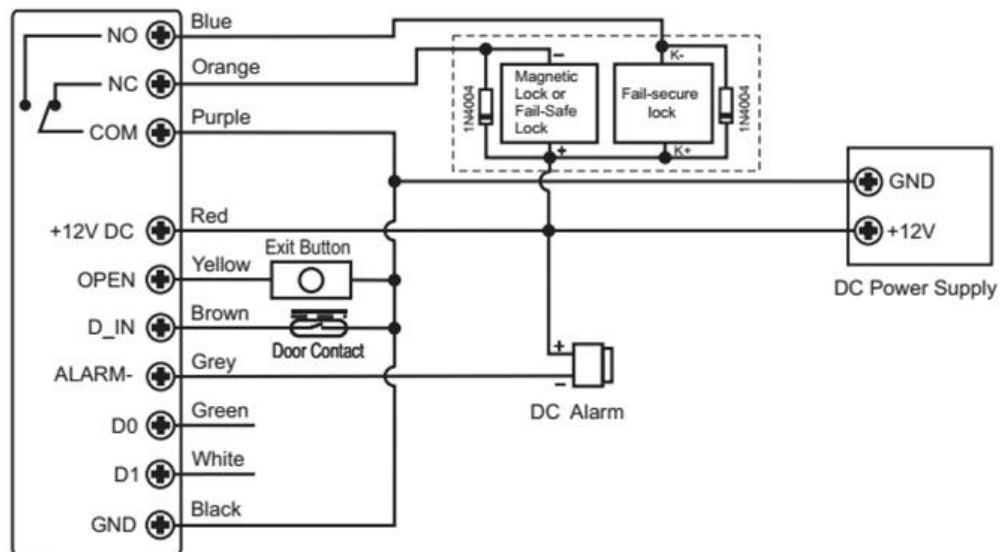 NO
Blue
NC
Orange
COM
Purple
1N4004
–
Magnetic
Lock or
Fail-Safe
Lock
+
K-
Fail-secure
lock
K+
1N4004
GND
+12V
DC Power Supply
+12V DC
Red
Exit Button
OPEN
Yellow
D_IN
Brown
Door Contact
ALARM-
Grey
+
–
DC Alarm
D0
Green
D1
White
GND
Black